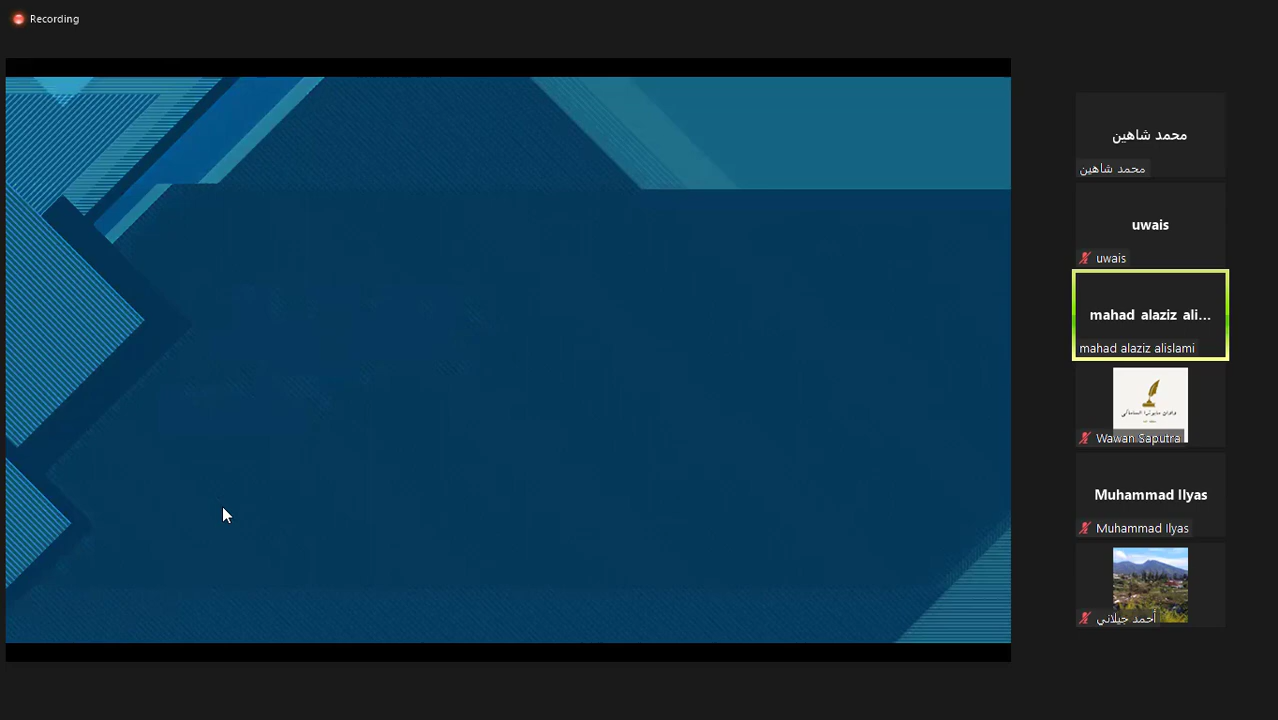 Recording
محمد شاهين
محمد شاهين
uwais
uwais
mahad alaziz ali...
mahad alaziz alislami
Wawan Saputra
Muhammad Ilyas
Muhammad Ilyas
أحمد جيلاني